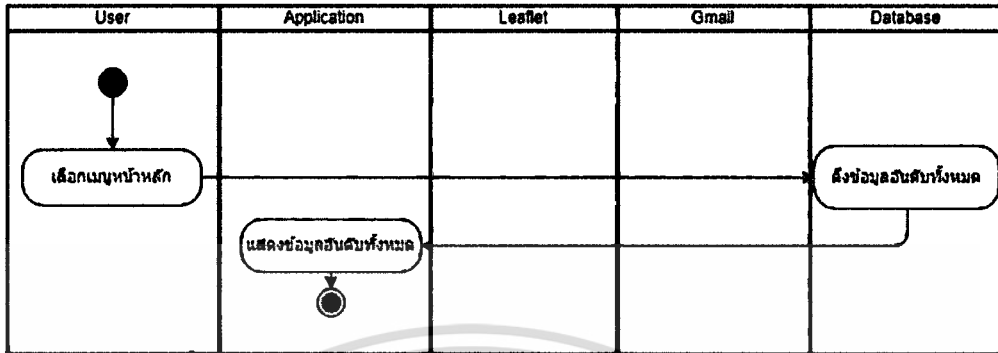 User Application Leaflet Gmail Database
เลือกเมนูหน้าหลัก ดึงข้อมูลอันดับทั้งหมด
แสดงข้อมูลอันดับทั้งหมด